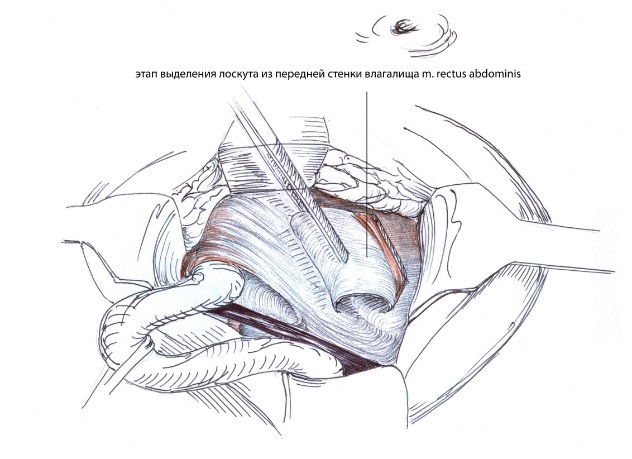 этап выделения лоскута из передней стенки влагалища m. rectus abdominis